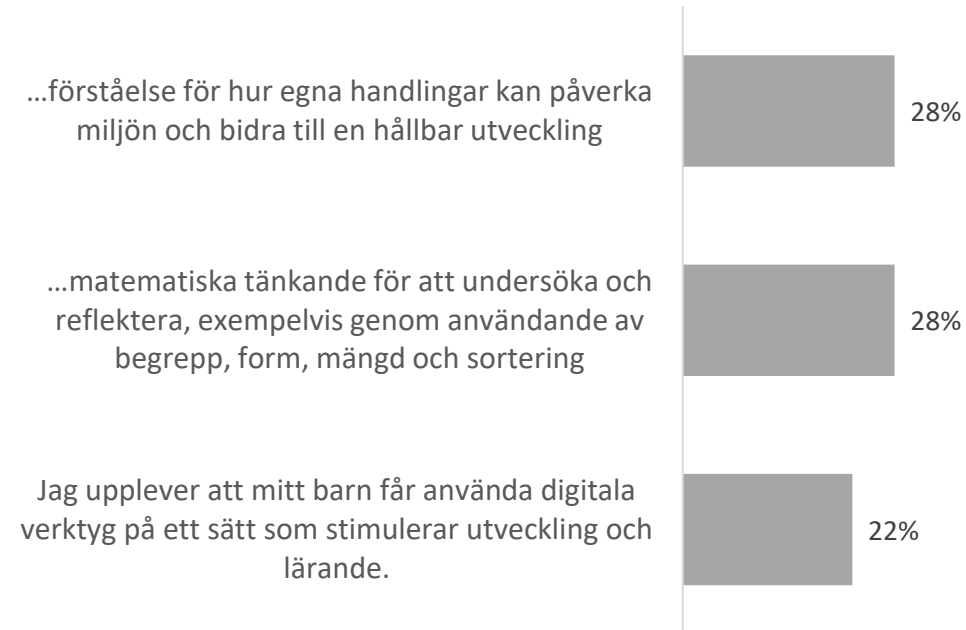 ...förståelse för hur egna handlingar kan påverka
miljön och bidra till en hållbar utveckling
28%
...matematiska tänkande för att undersöka och
reflektera, exempelvis genom användande av
begrepp, form, mängd och sortering
28%
Jag upplever att mitt barn får använda digitala
verktyg på ett sätt som stimulerar utveckling och
lärande.
22%